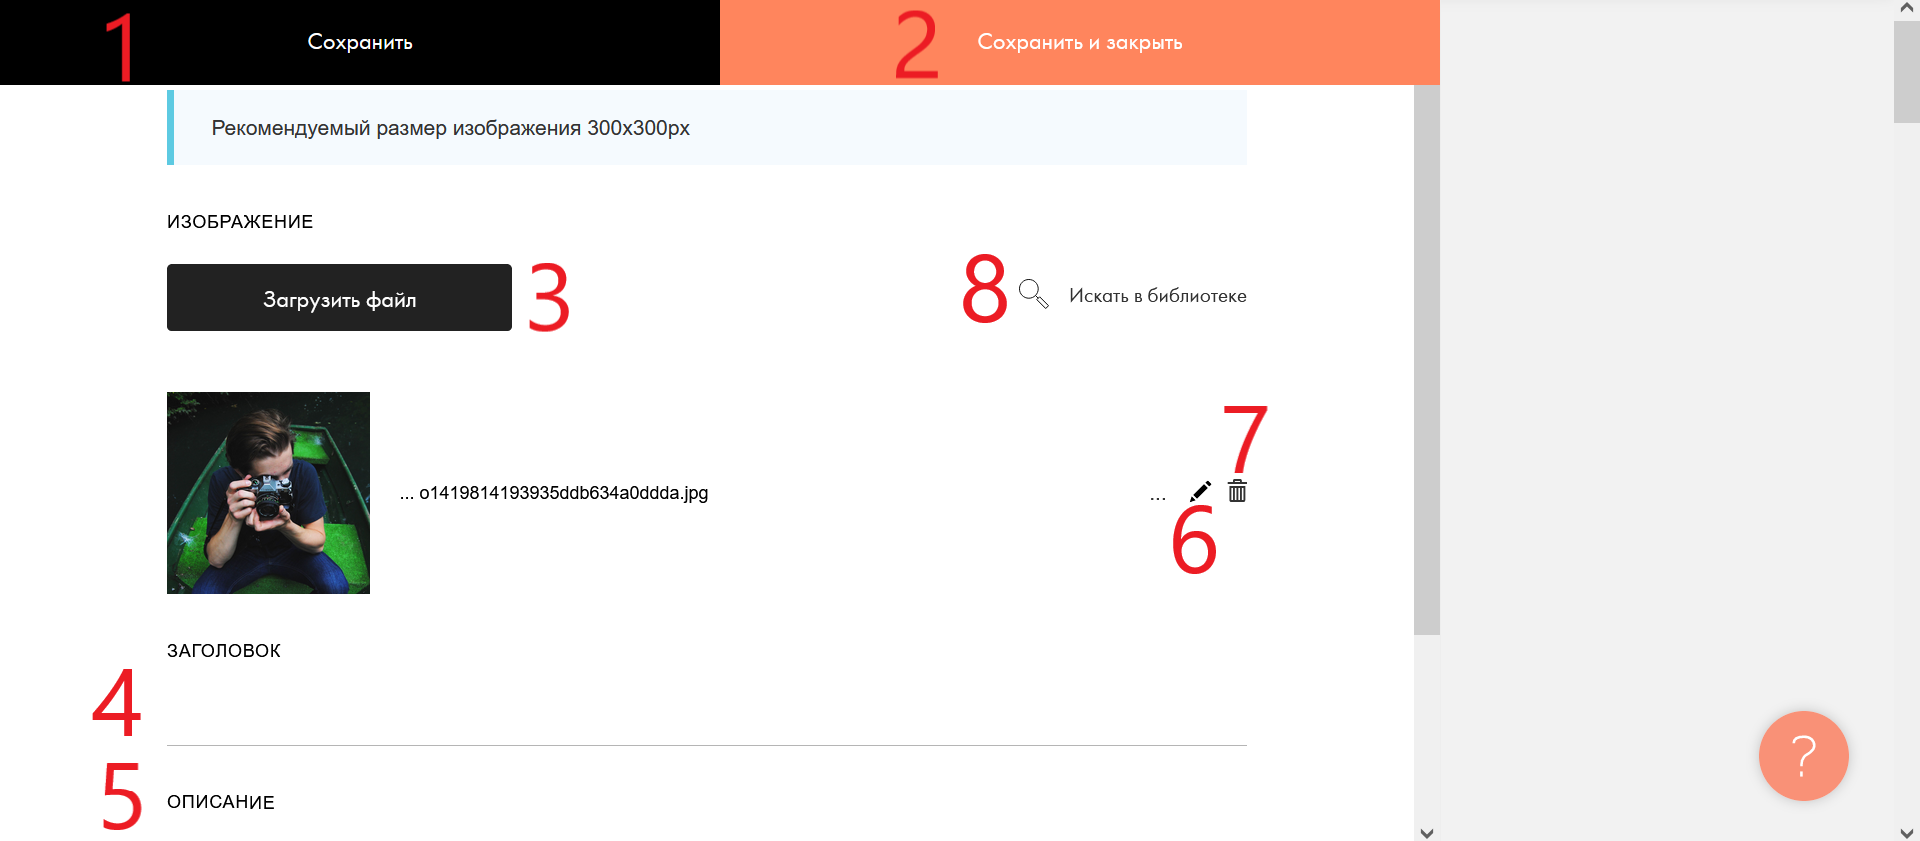 1 Сохранить 2 Сохранить и закрыть
Рекомендуемый размер изображения 300x300px
ИЗОБРАЖЕНИЕ
Загрузить файл 3 8 Искать в библиотеке
7
... o1419814193935ddb634a0ddda.jpg ...
6
ЗАГОЛОВОК
4
?
5 ОПИСАНИЕ